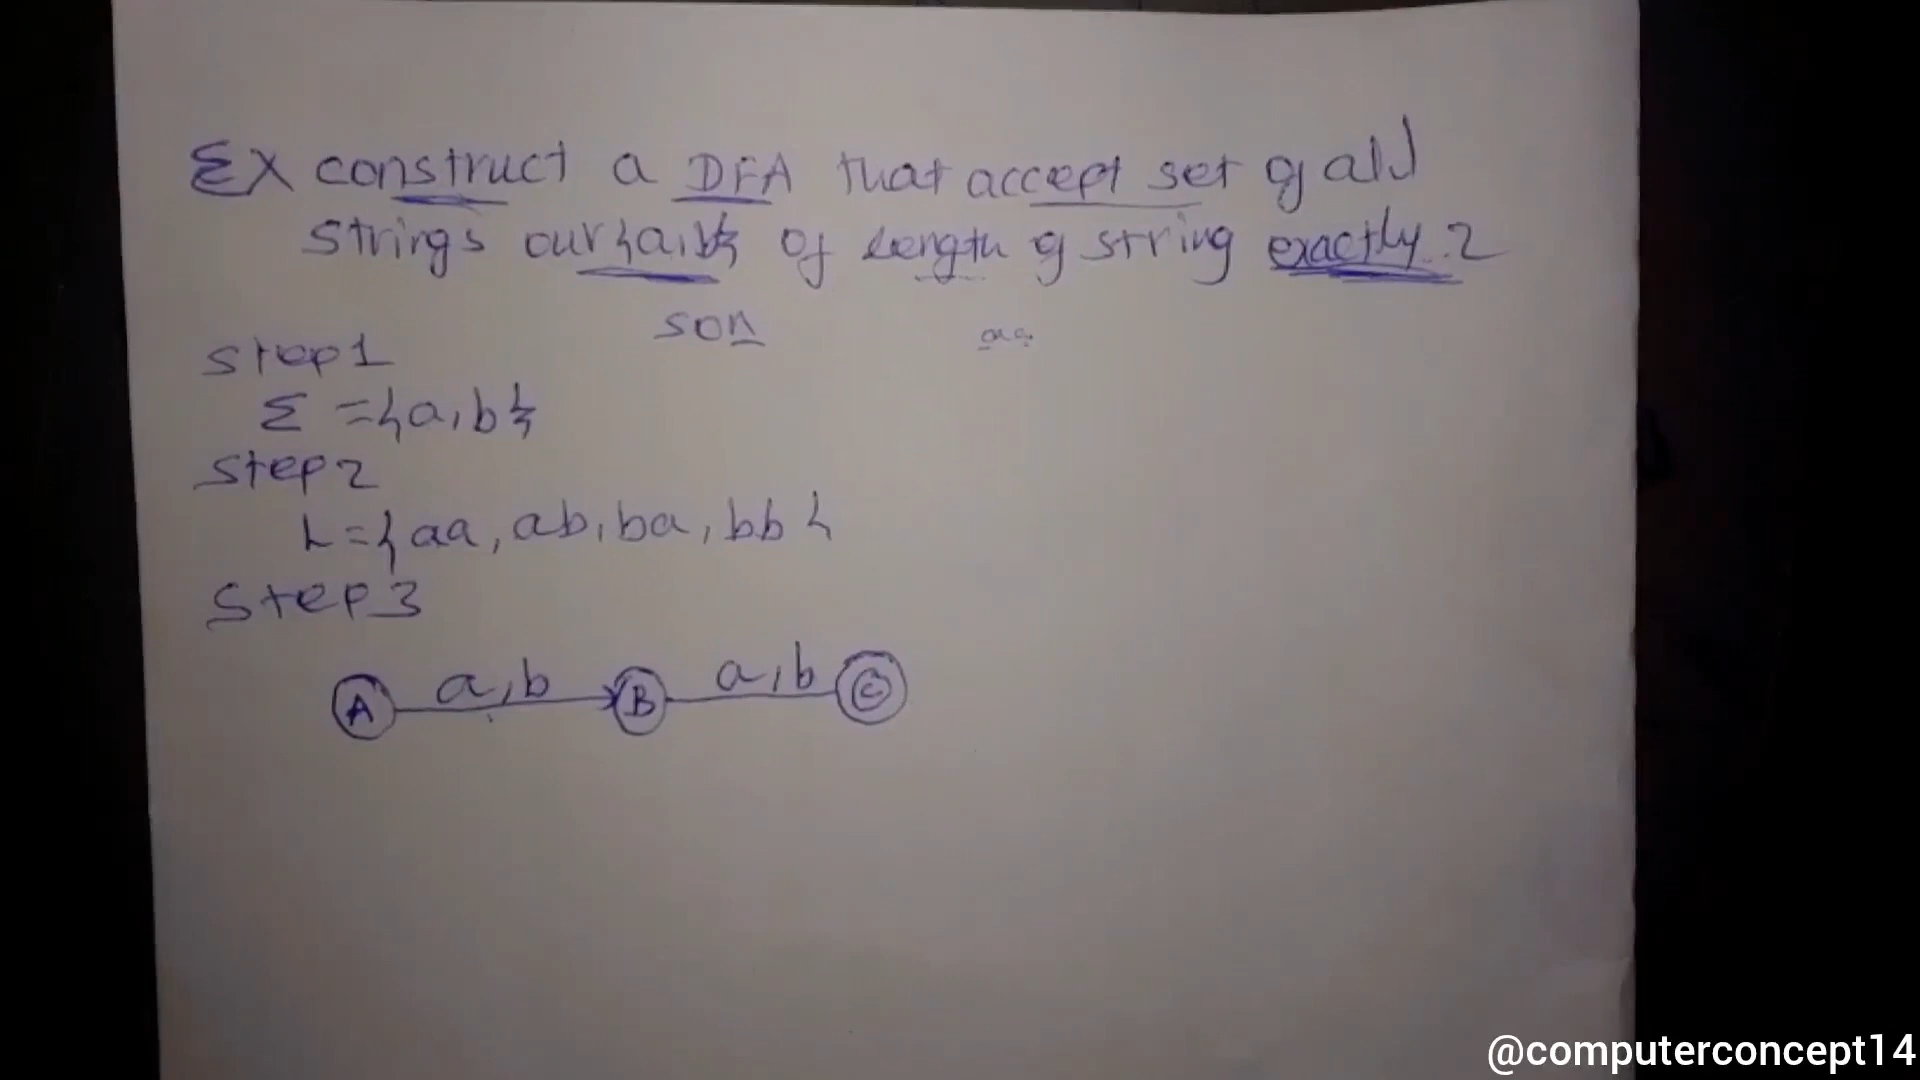 Ex construct a DFA that accept set of all
strings our {a,b} of length of string exactly 2
son
Step1
Σ = {a,b}
Step2
L = {aa, ab, ba, bb}
Step3
A a,b B a,b C
@computerconcept14